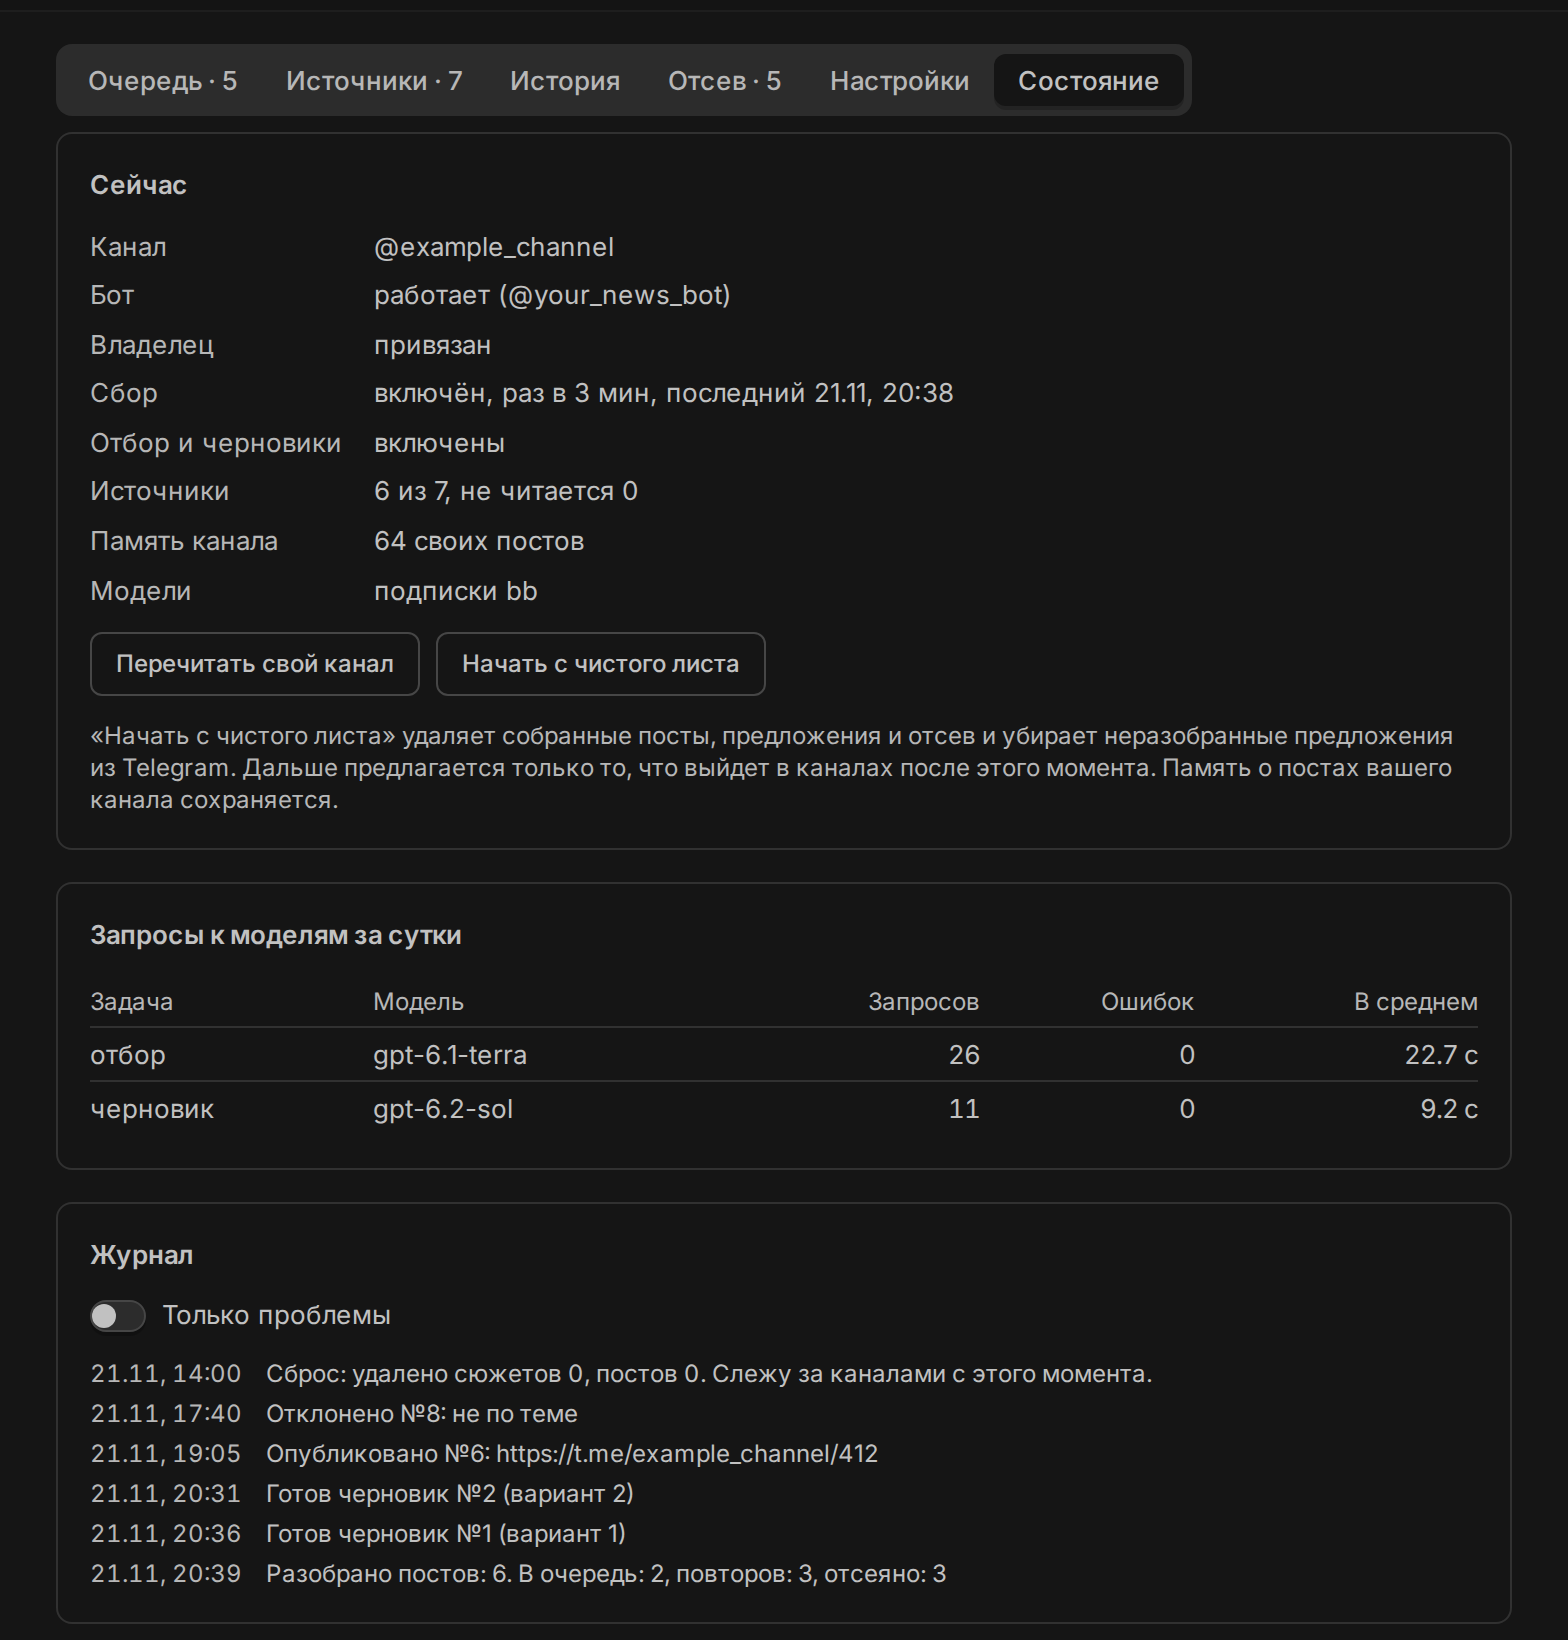 Очередь · 5 Источники · 7 История Отсев · 5 Настройки Состояние
Сейчас
Канал @example_channel
Бот работает (@your_news_bot)
Владелец привязан
Сбор включён, раз в 3 мин, последний 21.11, 20:38
Отбор и черновики включены
Источники 6 из 7, не читается 0
Память канала 64 своих постов
Модели подписки bb
Перечитать свой канал Начать с чистого листа
«Начать с чистого листа» удаляет собранные посты, предложения и отсев и убирает неразобранные предложения
из Telegram. Дальше предлагается только то, что выйдет в каналах после этого момента. Память о постах вашего
канала сохраняется.
Запросы к моделям за сутки
Задача Модель Запросов Ошибок В среднем
отбор gpt-6.1-terra 26 0 22.7 с
черновик gpt-6.2-sol 11 0 9.2 с
Журнал
Только проблемы
21.11, 14:00 Сброс: удалено сюжетов 0, постов 0. Слежу за каналами с этого момента.
21.11, 17:40 Отклонено №8: не по теме
21.11, 19:05 Опубликовано №6: https://t.me/example_channel/412
21.11, 20:31 Готов черновик №2 (вариант 2)
21.11, 20:36 Готов черновик №1 (вариант 1)
21.11, 20:39 Разобрано постов: 6. В очередь: 2, повторов: 3, отсеяно: 3